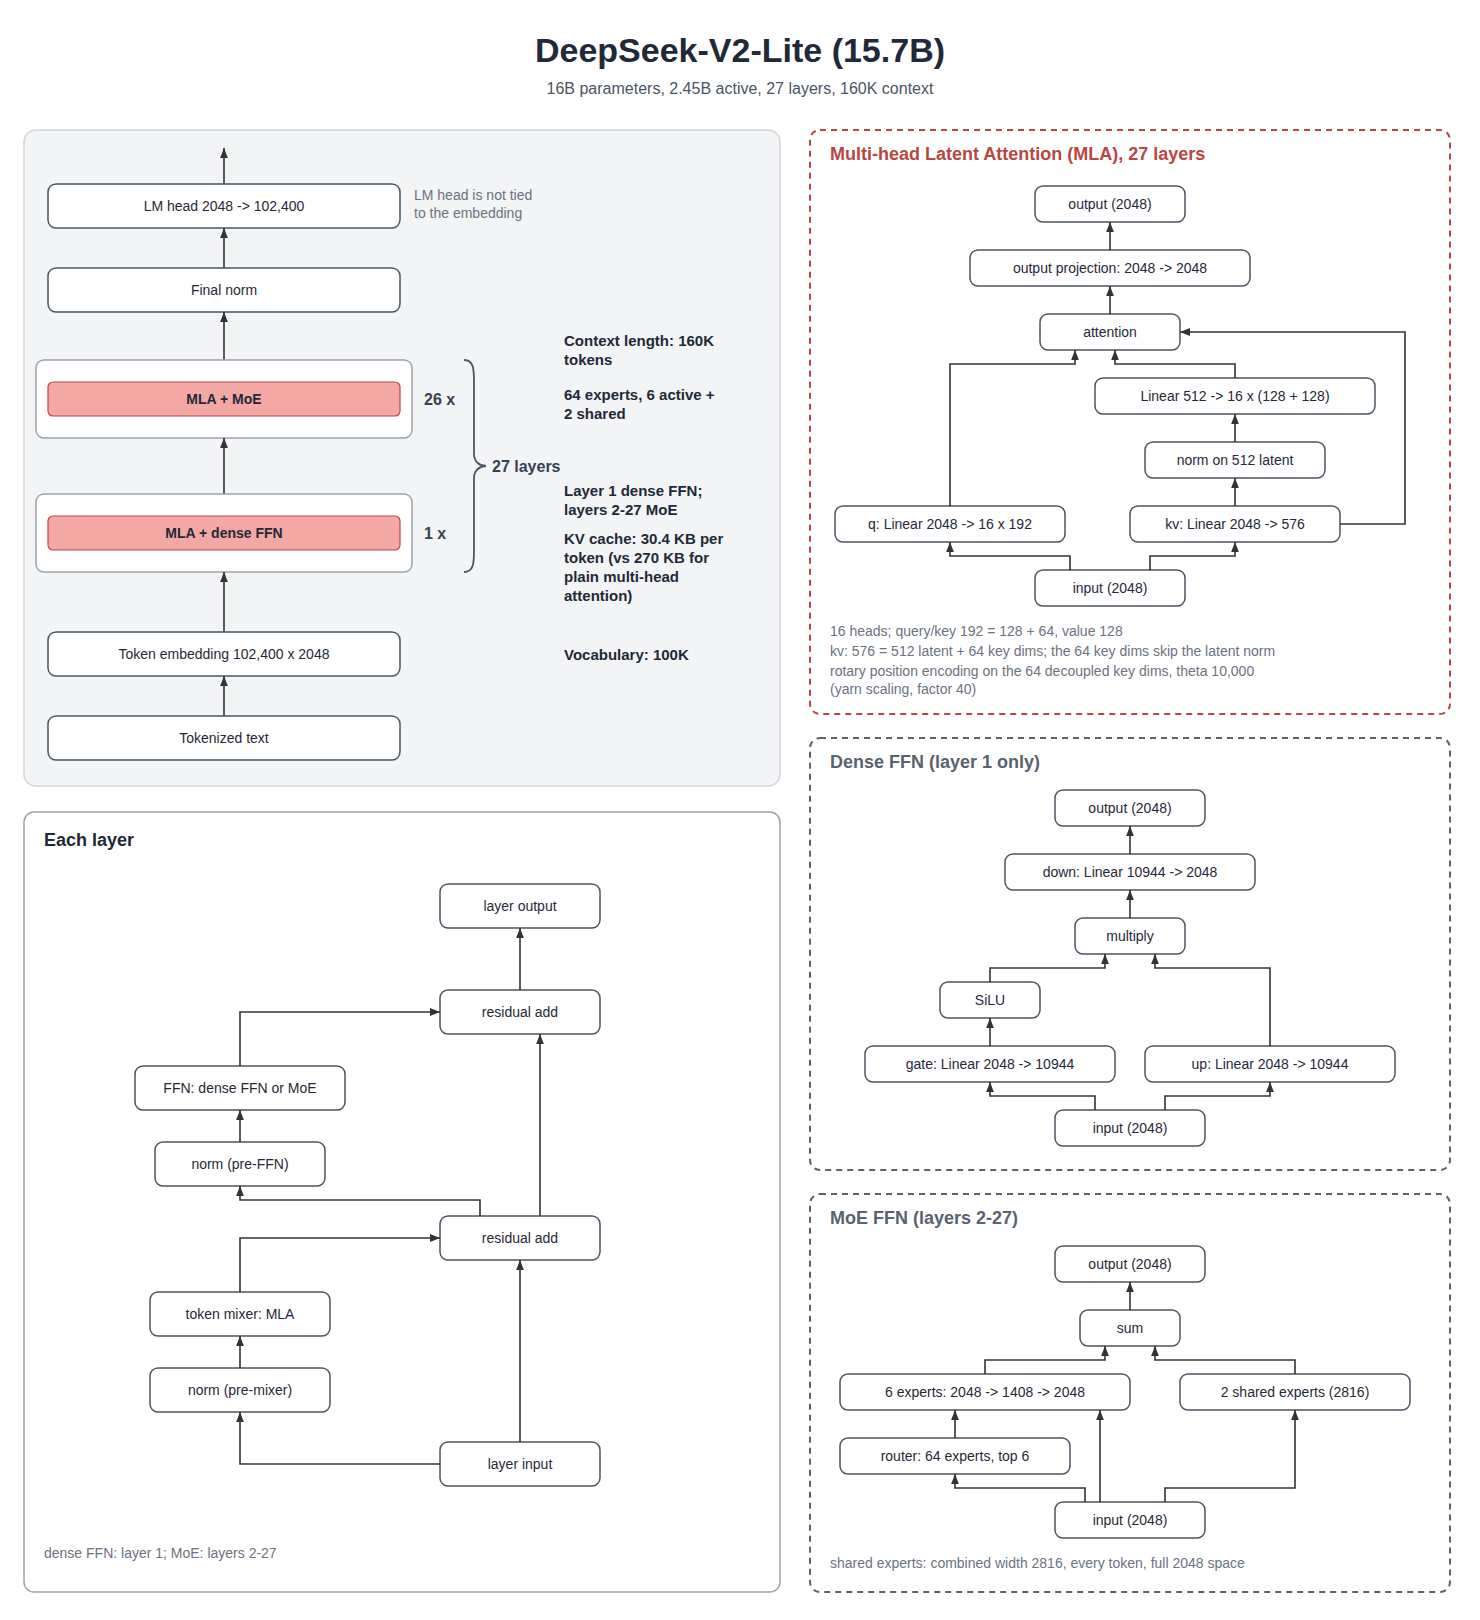 DeepSeek-V2-Lite (15.7B)
16B parameters, 2.45B active, 27 layers, 160K context
LM head 2048 -> 102,400
LM head is not tied
to the embedding
Final norm
MLA + MoE
26 x
MLA + dense FFN
1 x
27 layers
Token embedding 102,400 x 2048
Tokenized text
Context length: 160K
tokens
64 experts, 6 active +
2 shared
Layer 1 dense FFN;
layers 2-27 MoE
KV cache: 30.4 KB per
token (vs 270 KB for
plain multi-head
attention)
Vocabulary: 100K
Each layer
layer output
residual add
FFN: dense FFN or MoE
norm (pre-FFN)
residual add
token mixer: MLA
norm (pre-mixer)
layer input
dense FFN: layer 1; MoE: layers 2-27
Multi-head Latent Attention (MLA), 27 layers
output (2048)
output projection: 2048 -> 2048
attention
Linear 512 -> 16 x (128 + 128)
norm on 512 latent
q: Linear 2048 -> 16 x 192
kv: Linear 2048 -> 576
input (2048)
16 heads; query/key 192 = 128 + 64, value 128
kv: 576 = 512 latent + 64 key dims; the 64 key dims skip the latent norm
rotary position encoding on the 64 decoupled key dims, theta 10,000
(yarn scaling, factor 40)
Dense FFN (layer 1 only)
output (2048)
down: Linear 10944 -> 2048
multiply
SiLU
gate: Linear 2048 -> 10944
up: Linear 2048 -> 10944
input (2048)
MoE FFN (layers 2-27)
output (2048)
sum
6 experts: 2048 -> 1408 -> 2048
2 shared experts (2816)
router: 64 experts, top 6
input (2048)
shared experts: combined width 2816, every token, full 2048 space